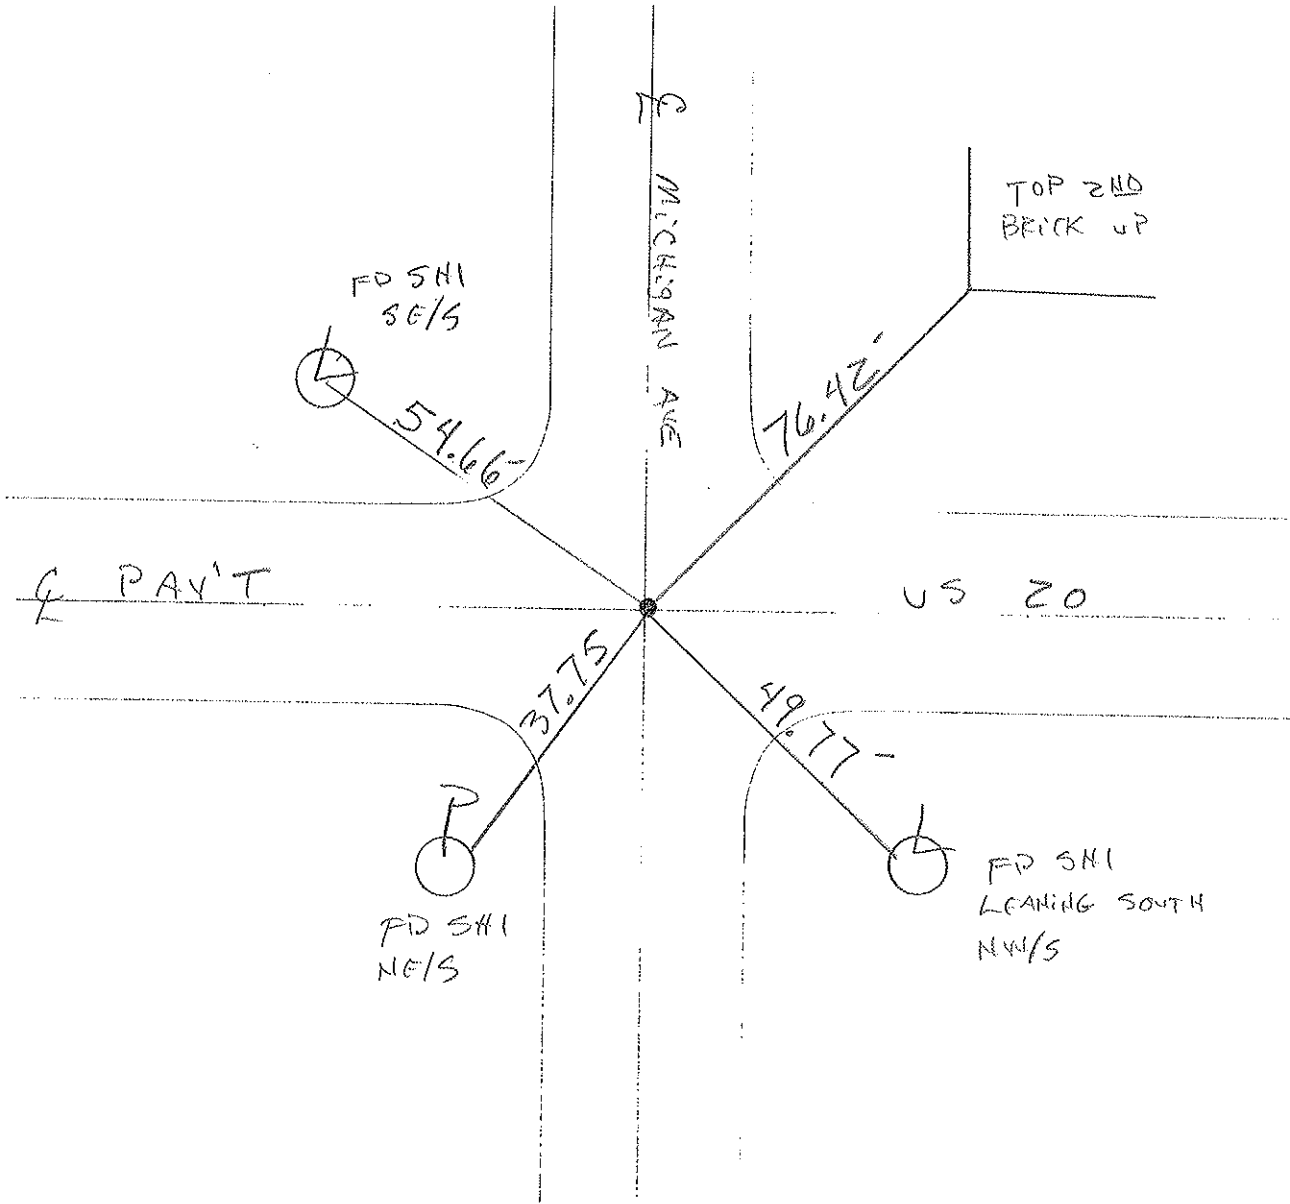 ℄ MiCHigAN AVE
TOP 2ND
BRiCK UP
FD SHI
SE/S
54.66-
76.42'
℄ PAV'T
US 20
37.75
49.77-
P
FD SHI
NE/S
FD SHI
LEANiNG SOUTH
NW/S